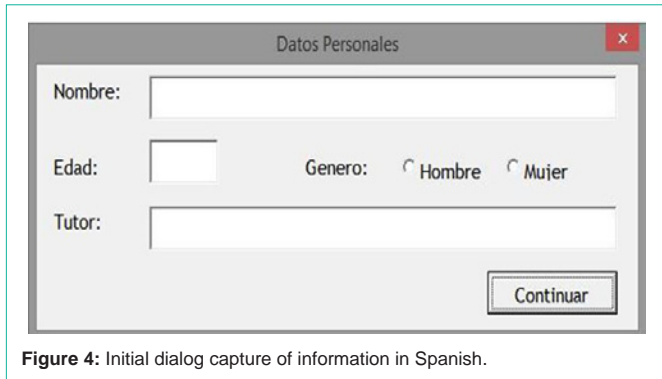 Datos Personales x
Nombre:
Edad: Genero: Hombre Mujer
Tutor:
Continuar
Figure 4: Initial dialog capture of information in Spanish.